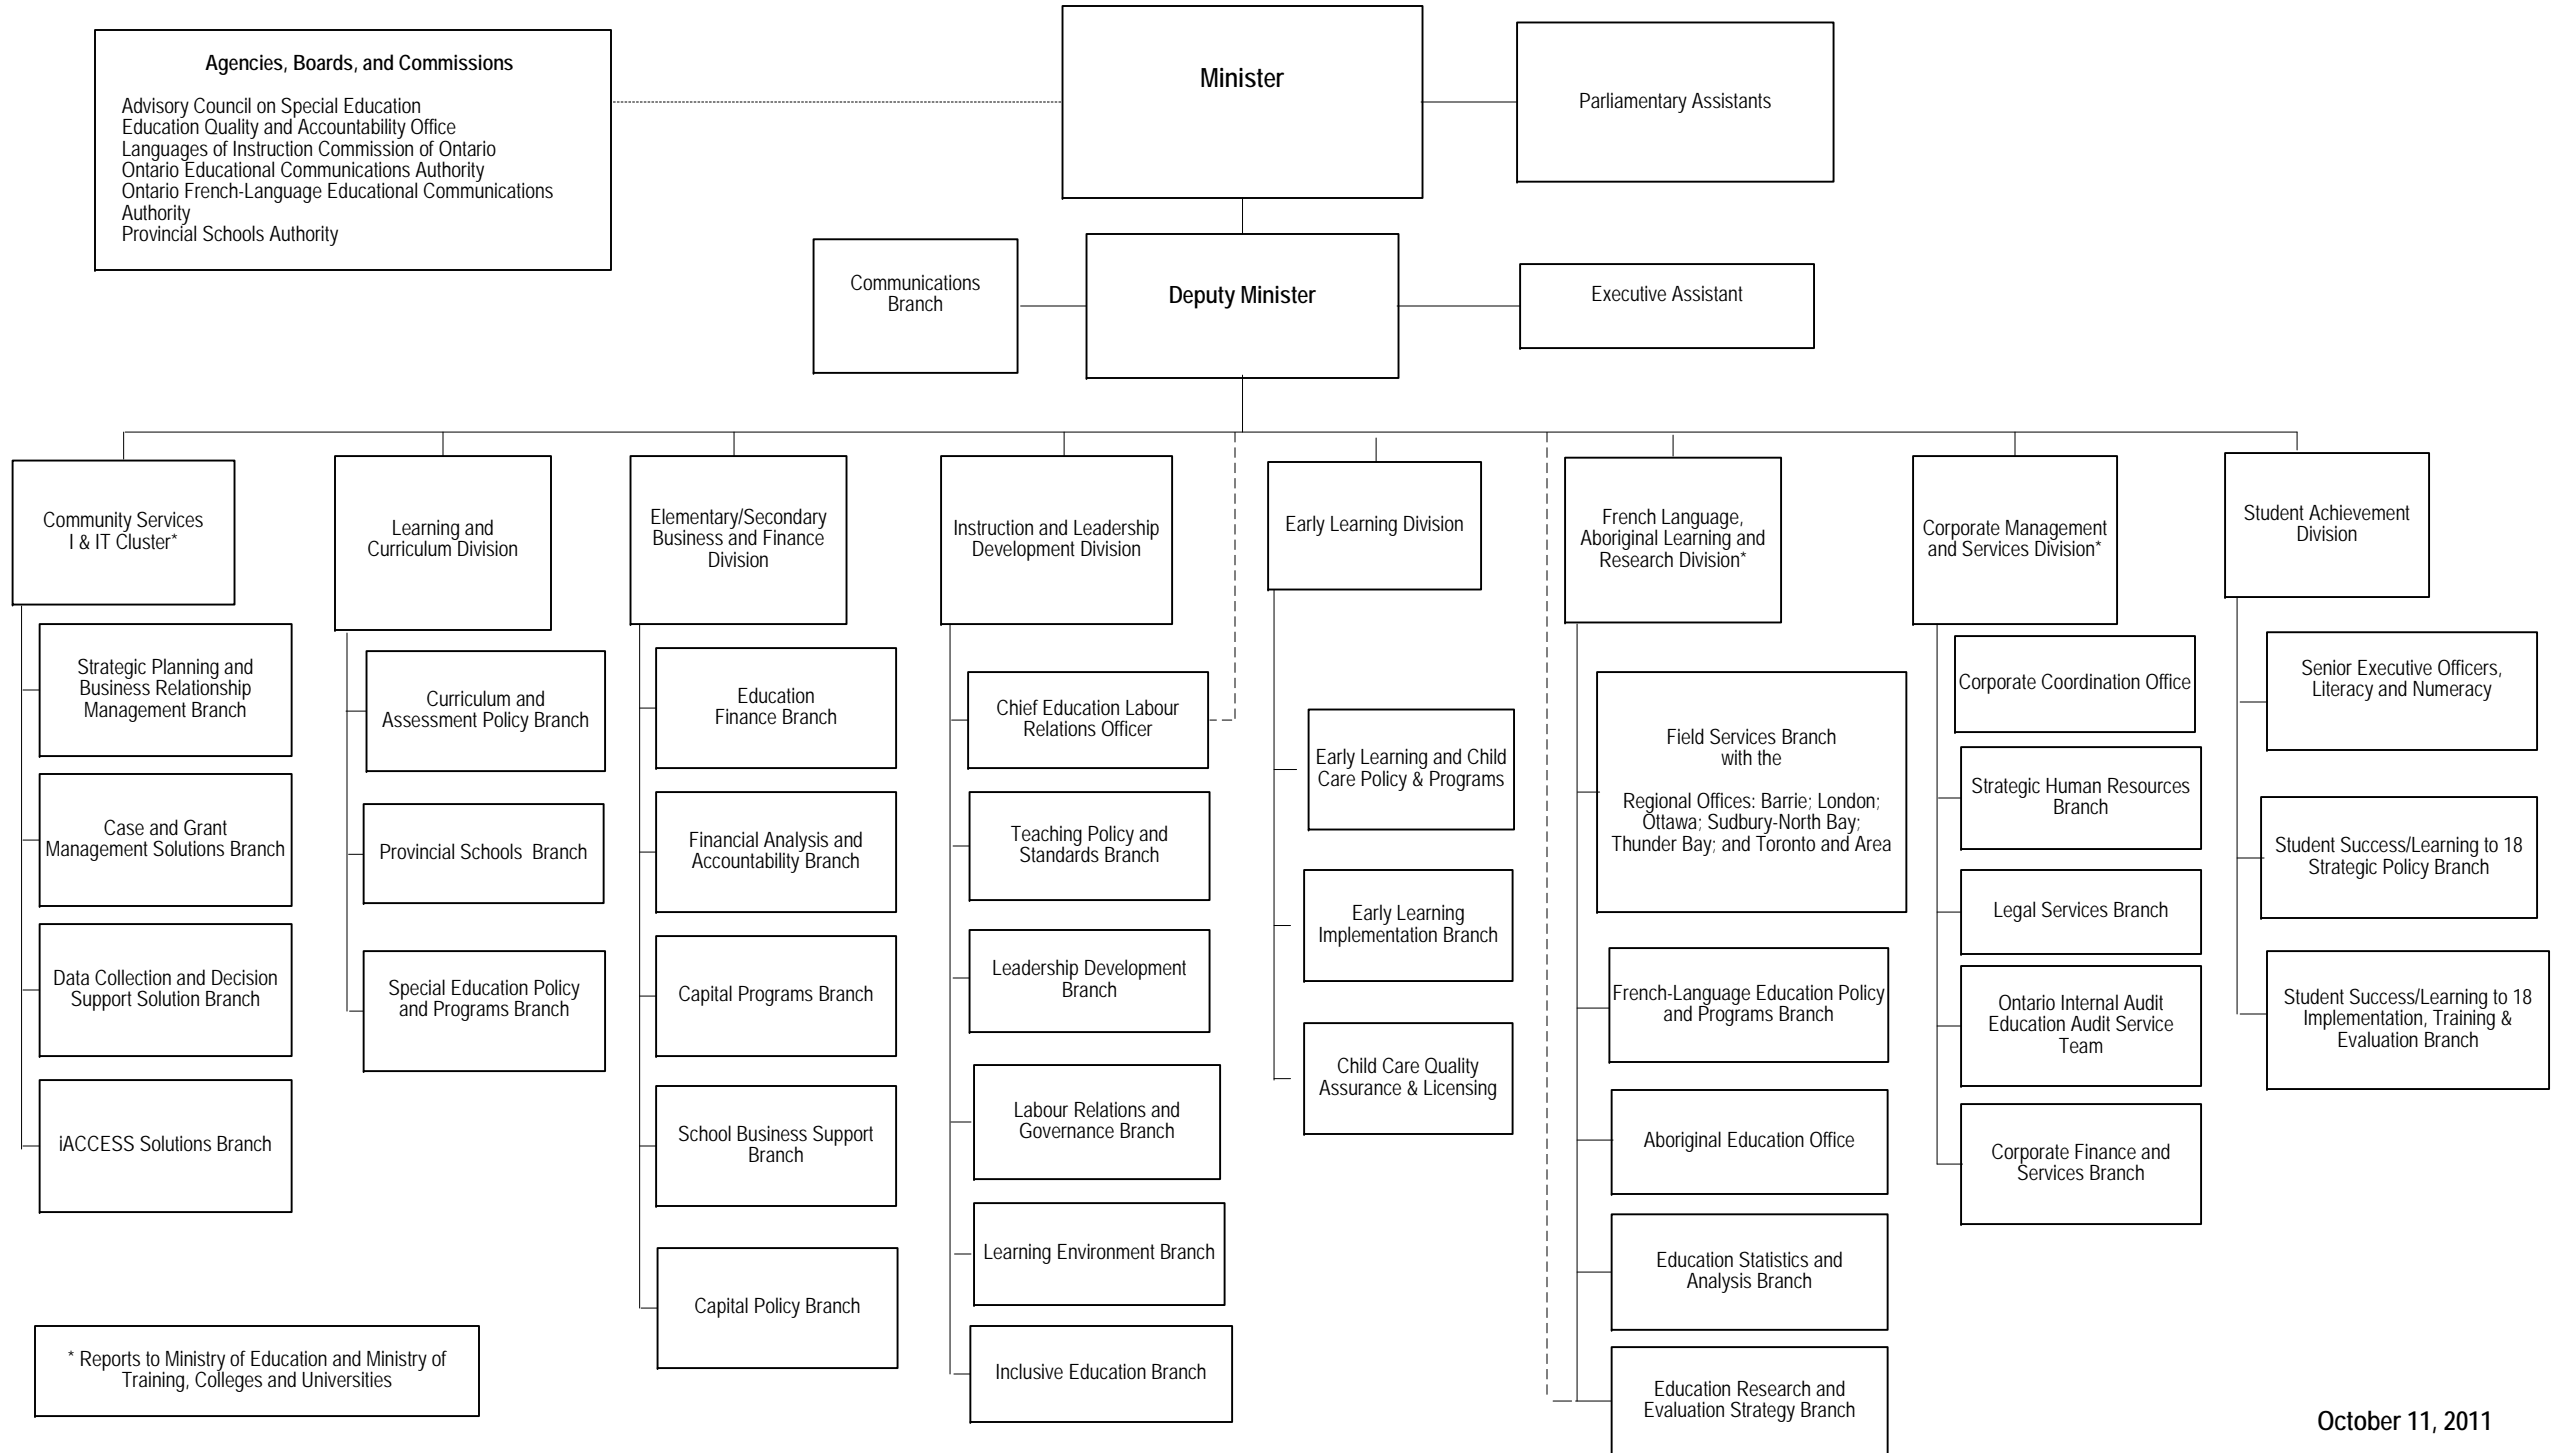 Agencies, Boards, and Commissions
Advisory Council on Special Education
Education Quality and Accountability Office
Languages of Instruction Commission of Ontario
Ontario Educational Communications Authority
Ontario French-Language Educational Communications
Authority
Provincial Schools Authority
Minister
Parliamentary Assistants
Communications
Branch
Deputy Minister
Executive Assistant
Community Services
I & IT Cluster*
Strategic Planning and
Business Relationship
Management Branch
Case and Grant
Management Solutions Branch
Data Collection and Decision
Support Solution Branch
iACCESS Solutions Branch
Learning and
Curriculum Division
Curriculum and
Assessment Policy Branch
Provincial Schools Branch
Special Education Policy
and Programs Branch
Elementary/Secondary
Business and Finance
Division
Education
Finance Branch
Financial Analysis and
Accountability Branch
Capital Programs Branch
School Business Support
Branch
Capital Policy Branch
Instruction and Leadership
Development Division
Chief Education Labour
Relations Officer
Teaching Policy and
Standards Branch
Leadership Development
Branch
Labour Relations and
Governance Branch
Learning Environment Branch
Inclusive Education Branch
Early Learning Division
Early Learning and Child
Care Policy & Programs
Early Learning
Implementation Branch
Child Care Quality
Assurance & Licensing
French Language,
Aboriginal Learning and
Research Division*
Field Services Branch
with the
Regional Offices: Barrie; London;
Ottawa; Sudbury-North Bay;
Thunder Bay; and Toronto and Area
French-Language Education Policy
and Programs Branch
Aboriginal Education Office
Education Statistics and
Analysis Branch
Education Research and
Evaluation Strategy Branch
Corporate Management
and Services Division*
Corporate Coordination Office
Strategic Human Resources
Branch
Legal Services Branch
Ontario Internal Audit
Education Audit Service
Team
Corporate Finance and
Services Branch
Student Achievement
Division
Senior Executive Officers,
Literacy and Numeracy
Student Success/Learning to 18
Strategic Policy Branch
Student Success/Learning to 18
Implementation, Training &
Evaluation Branch
* Reports to Ministry of Education and Ministry of
Training, Colleges and Universities
October 11, 2011